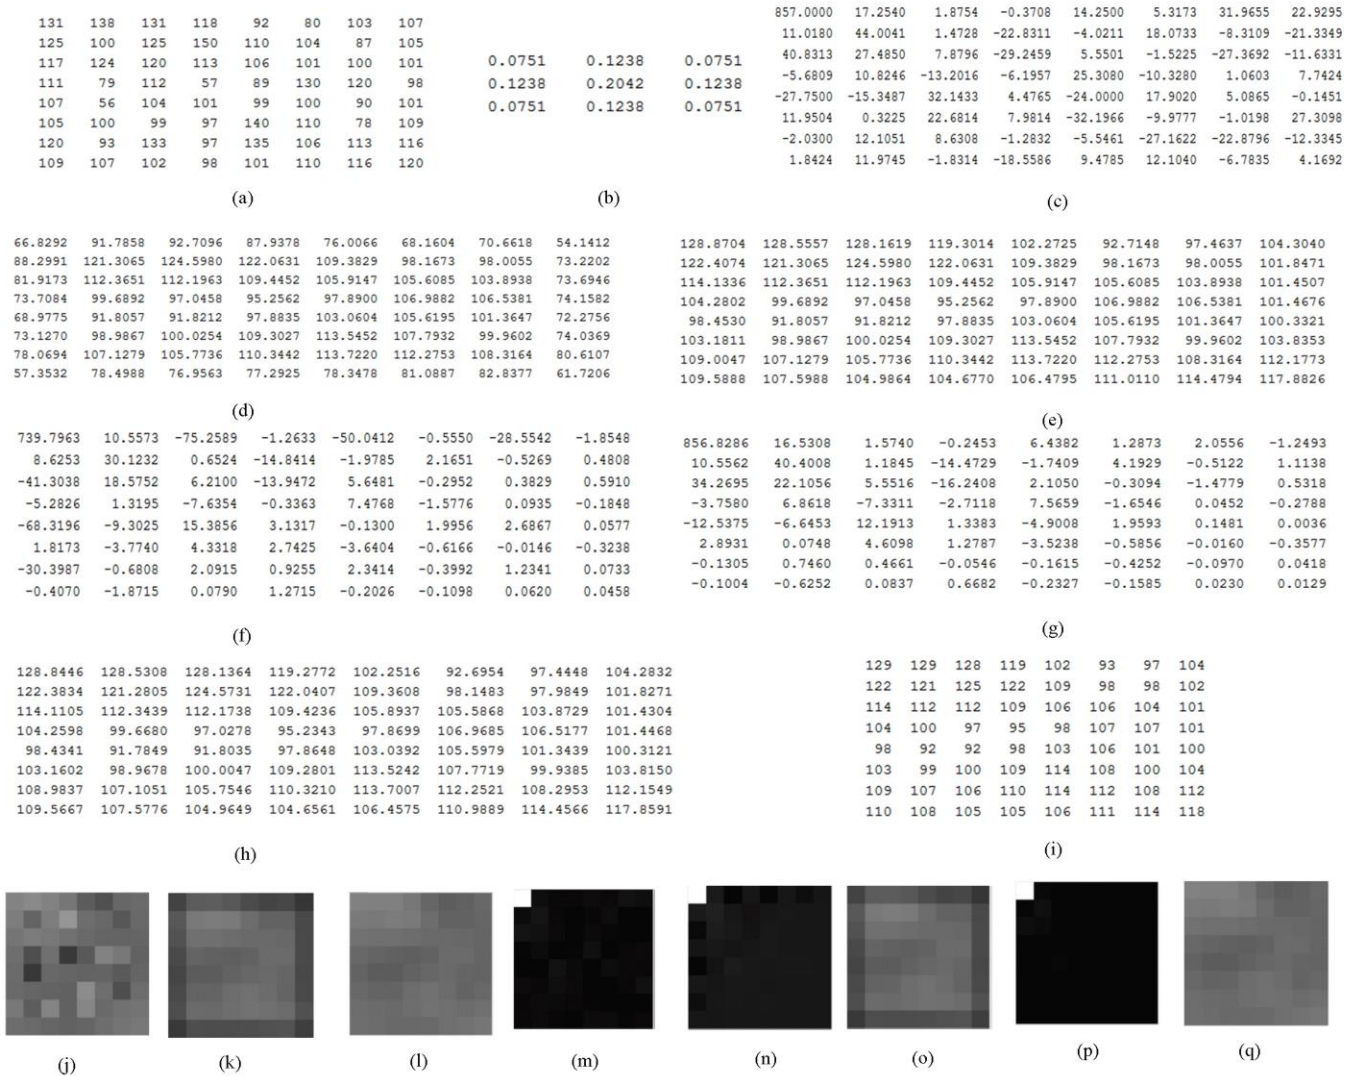 131 138 131 118 92 80 103 107
125 100 125 150 110 104 87 105
117 124 120 113 106 101 100 101
111 79 112 57 89 130 120 98
107 56 104 101 99 100 90 101
105 100 99 97 140 110 78 109
120 93 133 97 135 106 113 116
109 107 102 98 101 110 116 120
(a)
0.0751 0.1238 0.0751
0.1238 0.2042 0.1238
0.0751 0.1238 0.0751
(b)
857.0000 17.2540 1.8754 -0.3708 14.2500 5.3173 31.9655 22.9295
11.0180 44.0041 1.4728 -22.8311 -4.0211 18.0733 -8.3109 -21.3349
40.8313 27.4850 7.8796 -29.2459 5.5501 -1.5225 -27.3692 -11.6331
-5.6809 10.8246 -13.2016 -6.1957 25.3080 -10.3280 1.0603 7.7424
-27.7500 -15.3487 32.1433 4.4765 -24.0000 17.9020 5.0865 -0.1451
11.9504 0.3225 22.6814 7.9814 -32.1966 -9.9777 -1.0198 27.3098
-2.0300 12.1051 8.6308 -1.2832 -5.5461 -27.1622 -22.8796 -12.3345
1.8424 11.9745 -1.8314 -18.5586 9.4785 12.1040 -6.7835 4.1692
(c)
66.8292 91.7858 92.7096 87.9378 76.0066 68.1604 70.6618 54.1412
88.2991 121.3065 124.5980 122.0631 109.3829 98.1673 98.0055 73.2202
81.9173 112.3651 112.1963 109.4452 105.9147 105.6085 103.8938 73.6946
73.7084 99.6892 97.0458 95.2562 97.8900 106.9882 106.5381 74.1582
68.9775 91.8057 91.8212 97.8835 103.0604 105.6195 101.3647 72.2756
73.1270 98.9867 100.0254 109.3027 113.5452 107.7932 99.9602 74.0369
78.0694 107.1279 105.7736 110.3442 113.7220 112.2753 108.3164 80.6107
57.3532 78.4988 76.9563 77.2925 78.3478 81.0887 82.8377 61.7206
(d)
128.8704 128.5557 128.1619 119.3014 102.2725 92.7148 97.4637 104.3040
122.4074 121.3065 124.5980 122.0631 109.3829 98.1673 98.0055 101.8471
114.1336 112.3651 112.1963 109.4452 105.9147 105.6085 103.8938 101.4507
104.2802 99.6892 97.0458 95.2562 97.8900 106.9882 106.5381 101.4676
98.4530 91.8057 91.8212 97.8835 103.0604 105.6195 101.3647 100.3321
103.1811 98.9867 100.0254 109.3027 113.5452 107.7932 99.9602 103.8353
109.0047 107.1279 105.7736 110.3442 113.7220 112.2753 108.3164 112.1773
109.5888 107.5988 104.9864 104.6770 106.4795 111.0110 114.4794 117.8826
(e)
739.7963 10.5573 -75.2589 -1.2633 -50.0412 -0.5550 -28.5542 -1.8548
8.6253 30.1232 0.6524 -14.8414 -1.9785 2.1651 -0.5269 0.4808
-41.3038 18.5752 6.2100 -13.9472 5.6481 -0.2952 0.3829 0.5910
-5.2826 1.3195 -7.6354 -0.3363 7.4768 -1.5776 0.0935 -0.1848
-68.3196 -9.3025 15.3856 3.1317 -0.1300 1.9956 2.6867 0.0577
1.8173 -3.7740 4.3318 2.7425 -3.6404 -0.6166 -0.0146 -0.3238
-30.3987 -0.6808 2.0915 0.9255 2.3414 -0.3992 1.2341 0.0733
-0.4070 -1.8715 0.0790 1.2715 -0.2026 -0.1098 0.0620 0.0458
(f)
856.8286 16.5308 1.5740 -0.2453 6.4382 1.2873 2.0556 -1.2493
10.5562 40.4008 1.1845 -14.4729 -1.7409 4.1929 -0.5122 1.1138
34.2695 22.1056 5.5516 -16.2408 2.1050 -0.3094 -1.4779 0.5318
-3.7580 6.8618 -7.3311 -2.7118 7.5659 -1.6546 0.0452 -0.2788
-12.5375 -6.6453 12.1913 1.3383 -4.9008 1.9593 0.1481 0.0036
2.8931 0.0748 4.6098 1.2787 -3.5238 -0.5856 -0.0160 -0.3577
-0.1305 0.7460 0.4661 -0.0546 -0.1615 -0.4252 -0.0970 0.0418
-0.1004 -0.6252 0.0837 0.6682 -0.2327 -0.1585 0.0230 0.0129
(g)
128.8446 128.5308 128.1364 119.2772 102.2516 92.6954 97.4448 104.2832
122.3834 121.2805 124.5731 122.0407 109.3608 98.1483 97.9849 101.8271
114.1105 112.3439 112.1738 109.4236 105.8937 105.5868 103.8729 101.4304
104.2598 99.6680 97.0278 95.2343 97.8699 106.9685 106.5177 101.4468
98.4341 91.7849 91.8035 97.8648 103.0392 105.5979 101.3439 100.3121
103.1602 98.9678 100.0047 109.2801 113.5242 107.7719 99.9385 103.8150
108.9837 107.1051 105.7546 110.3210 113.7007 112.2521 108.2953 112.1549
109.5667 107.5776 104.9649 104.6561 106.4575 110.9889 114.4566 117.8591
(h)
129 129 128 119 102 93 97 104
122 121 125 122 109 98 98 102
114 112 112 109 106 106 104 101
104 100 97 95 98 107 107 101
98 92 92 98 103 106 101 100
103 99 100 109 114 108 100 104
109 107 106 110 114 112 108 112
110 108 105 105 106 111 114 118
(i)
(j) (k) (l) (m) (n) (o) (p) (q)